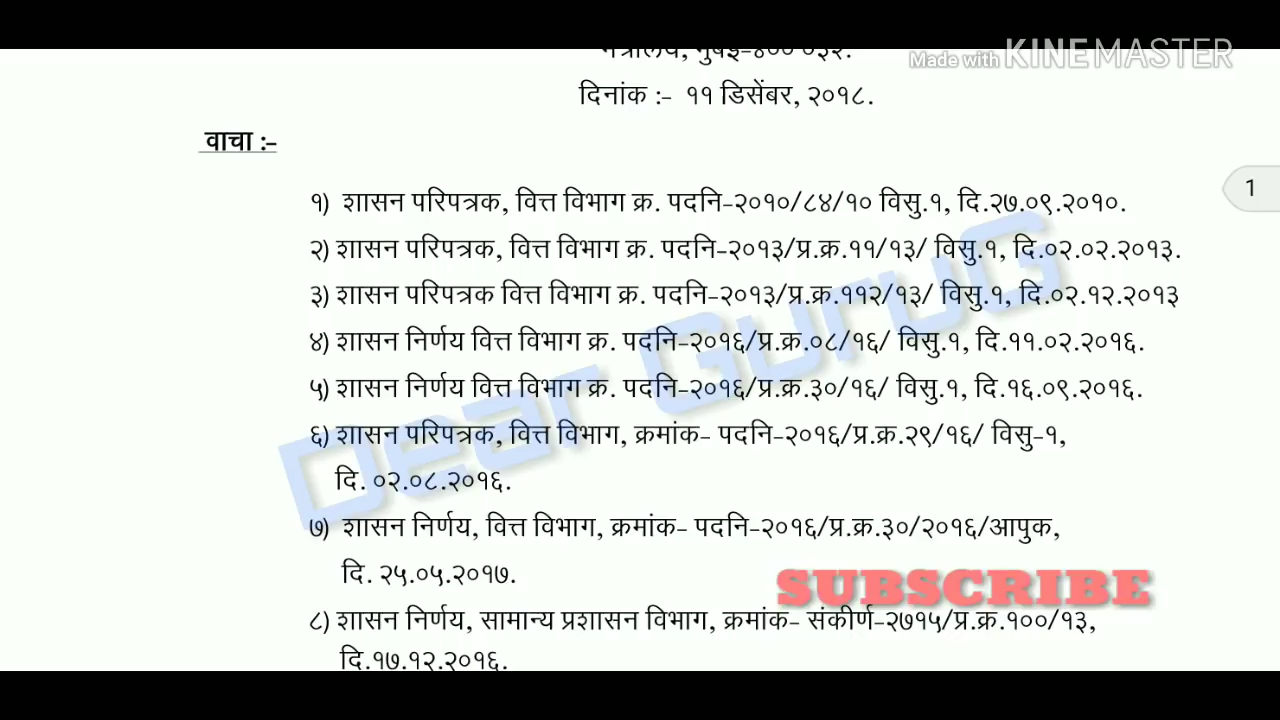 मंत्रालय, मुंबई-४०० ०३२.
Made with KINEMASTER
दिनांक :- ११ डिसेंबर, २०१८.
वाचा :-
1
१) शासन परिपत्रक, वित्त विभाग क्र. पदनि-२०१०/८४/१० विसु.१, दि.२७.०९.२०१०.
२) शासन परिपत्रक, वित्त विभाग क्र. पदनि-२०१३/प्र.क्र.११/१३/ विसु.१, दि.०२.०२.२०१३.
३) शासन परिपत्रक वित्त विभाग क्र. पदनि-२०१३/प्र.क्र.११२/१३/ विसु.१, दि.०२.१२.२०१३
४) शासन निर्णय वित्त विभाग क्र. पदनि-२०१६/प्र.क्र.०८/१६/ विसु.१, दि.११.०२.२०१६.
५) शासन निर्णय वित्त विभाग क्र. पदनि-२०१६/प्र.क्र.३०/१६/ विसु.१, दि.१६.०९.२०१६.
६) शासन परिपत्रक, वित्त विभाग, क्रमांक- पदनि-२०१६/प्र.क्र.२९/१६/ विसु-१,
दि. ०२.०८.२०१६.
७) शासन निर्णय, वित्त विभाग, क्रमांक- पदनि-२०१६/प्र.क्र.३०/२०१६/आपुक,
दि. २५.०५.२०१७.
८) शासन निर्णय, सामान्य प्रशासन विभाग, क्रमांक- संकीर्ण-२७१५/प्र.क्र.१००/१३,
दि.१७.१२.२०१६.
Dear GuruG
SUBSCRIBE